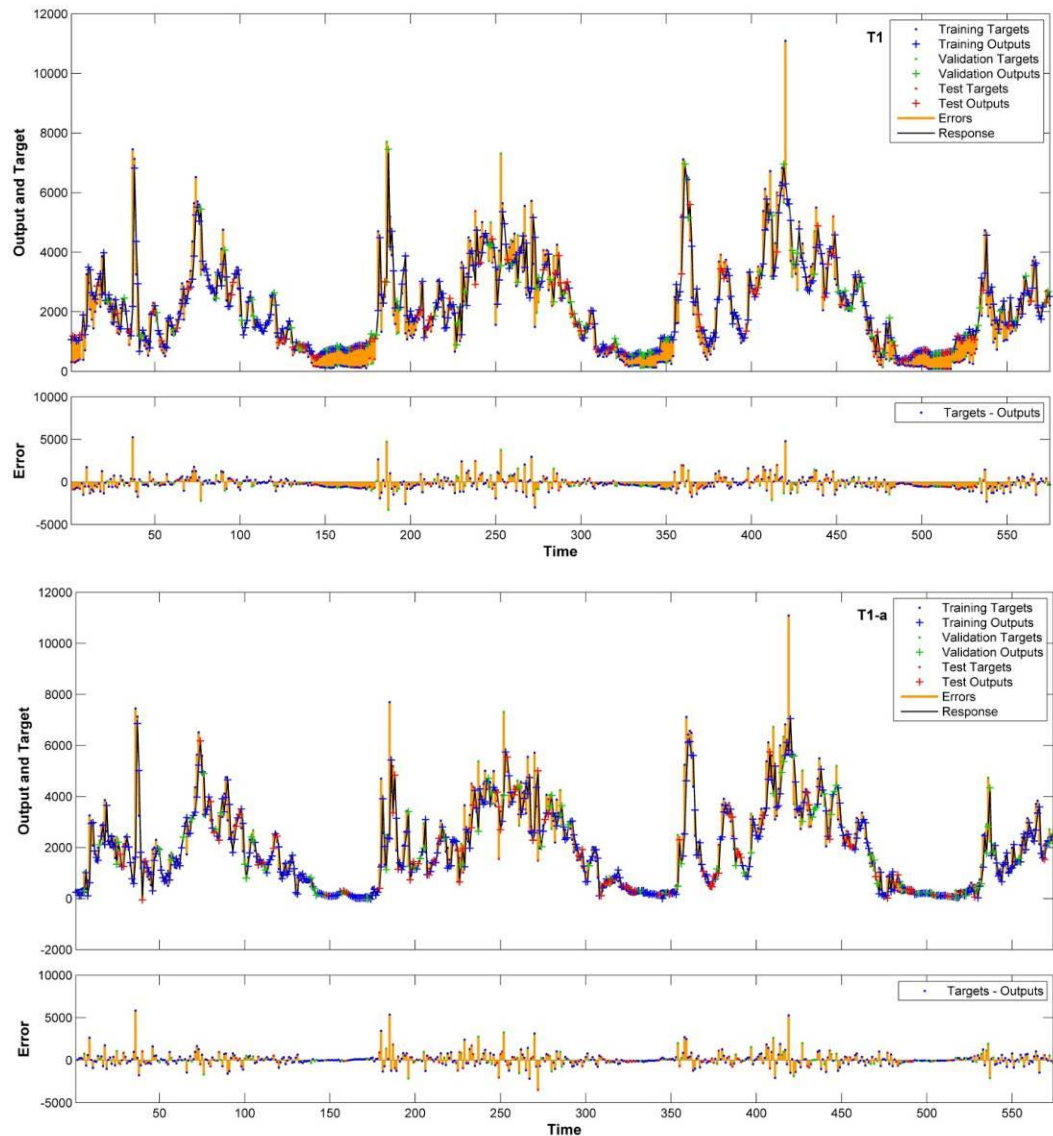 12000
10000
8000
6000
4000
2000
0
Output and Target
T1
Training Targets
Training Outputs
Validation Targets
Validation Outputs
Test Targets
Test Outputs
Errors
Response
10000
5000
0
-5000
Error
Targets - Outputs
50 100 150 200 250 300 350 400 450 500 550
Time
12000
10000
8000
6000
4000
2000
0
-2000
Output and Target
T1-a
Training Targets
Training Outputs
Validation Targets
Validation Outputs
Test Targets
Test Outputs
Errors
Response
10000
5000
0
-5000
Error
Targets - Outputs
50 100 150 200 250 300 350 400 450 500 550
Time